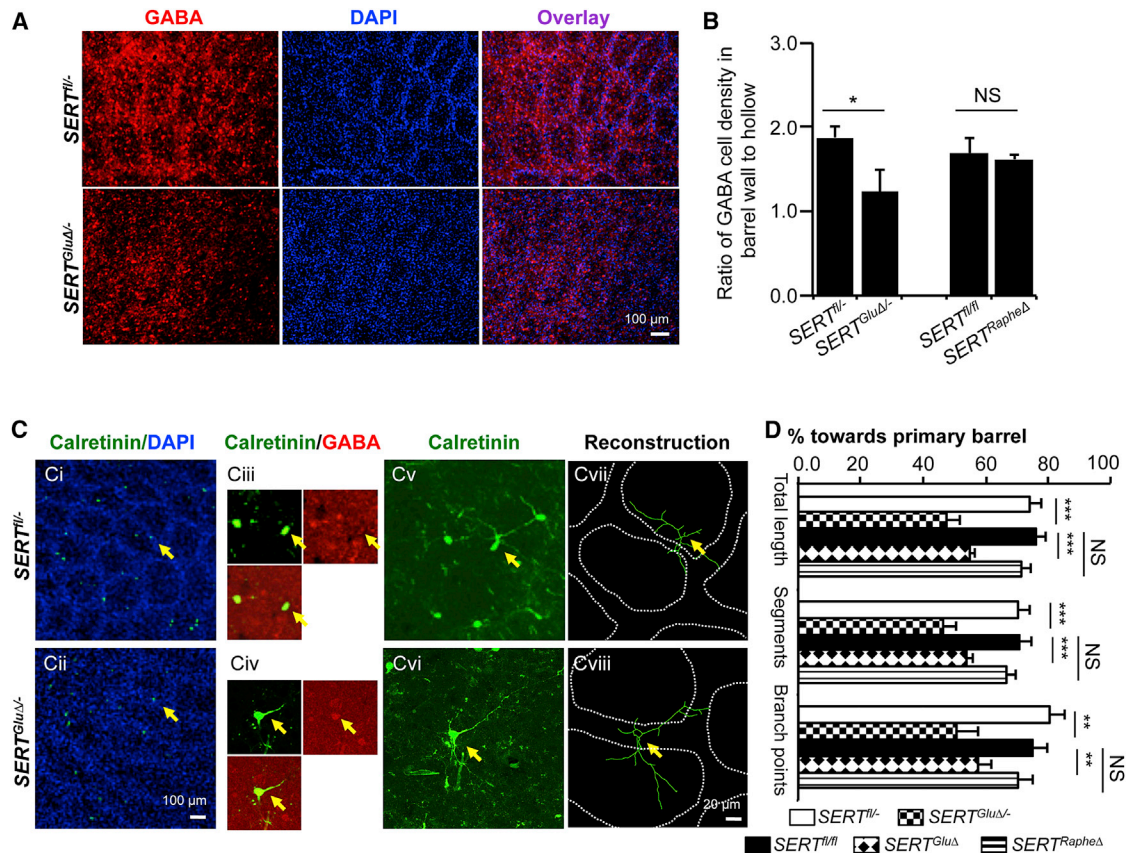 A
GABA DAPI Overlay
SERTfl/-
SERTGluΔ/-
100 µm
B
Ratio of GABA cell density in
barrel wall to hollow
3.0
2.0
1.0
0.0
* NS
SERTfl/- SERTGluΔ/- SERTfl/fl SERTRapheΔ
C
Calretinin/DAPI Calretinin/GABA Calretinin Reconstruction
SERTfl/-
Ci Ciii Cv Cvii
SERTGluΔ/-
Cii Civ Cvi Cviii
100 µm 20 µm
D
% towards primary barrel
0.0 20 40 60 80 100
Total length
*** *** NS
Segments
*** *** NS
Branch points
** ** NS
SERTfl/- SERTGluΔ/-
SERTfl/fl SERTGluΔ SERTRapheΔ